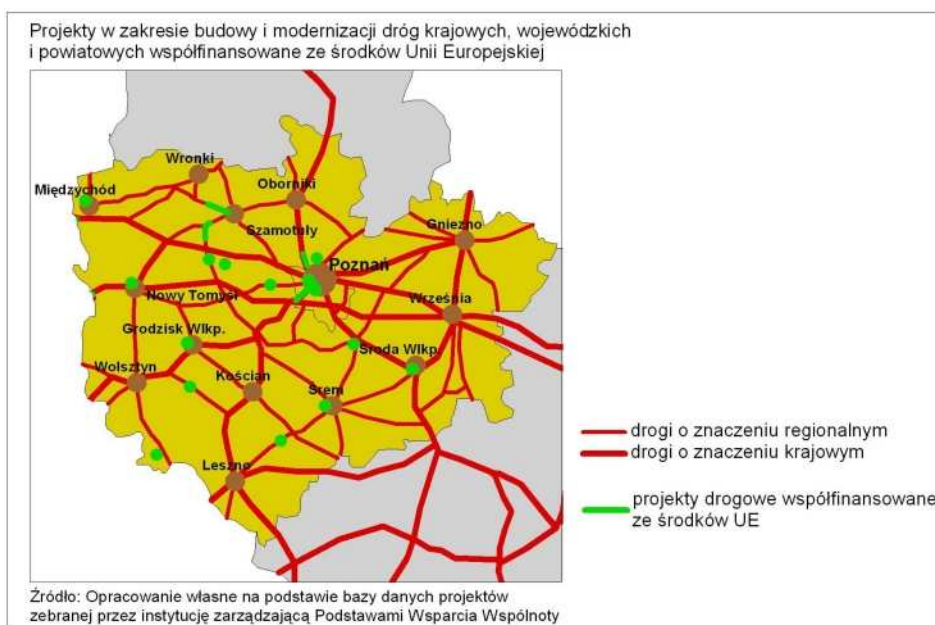 Projekty w zakresie budowy i modernizacji dróg krajowych, wojewódzkich
i powiatowych współfinansowane ze środków Unii Europejskiej
Wronki
Międzychód
Oborniki
Szamotuły
Gniezno
Poznań
Nowy Tomyśl
Września
Grodzisk Wlkp.
Środa Wlkp.
Wolsztyn
Kościan
Śrem
Leszno
drogi o znaczeniu regionalnym
drogi o znaczeniu krajowym
projekty drogowe współfinansowane
ze środków UE
Źródło: Opracowanie własne na podstawie bazy danych projektów
zebranej przez instytucję zarządzającą Podstawami Wsparcia Wspólnoty